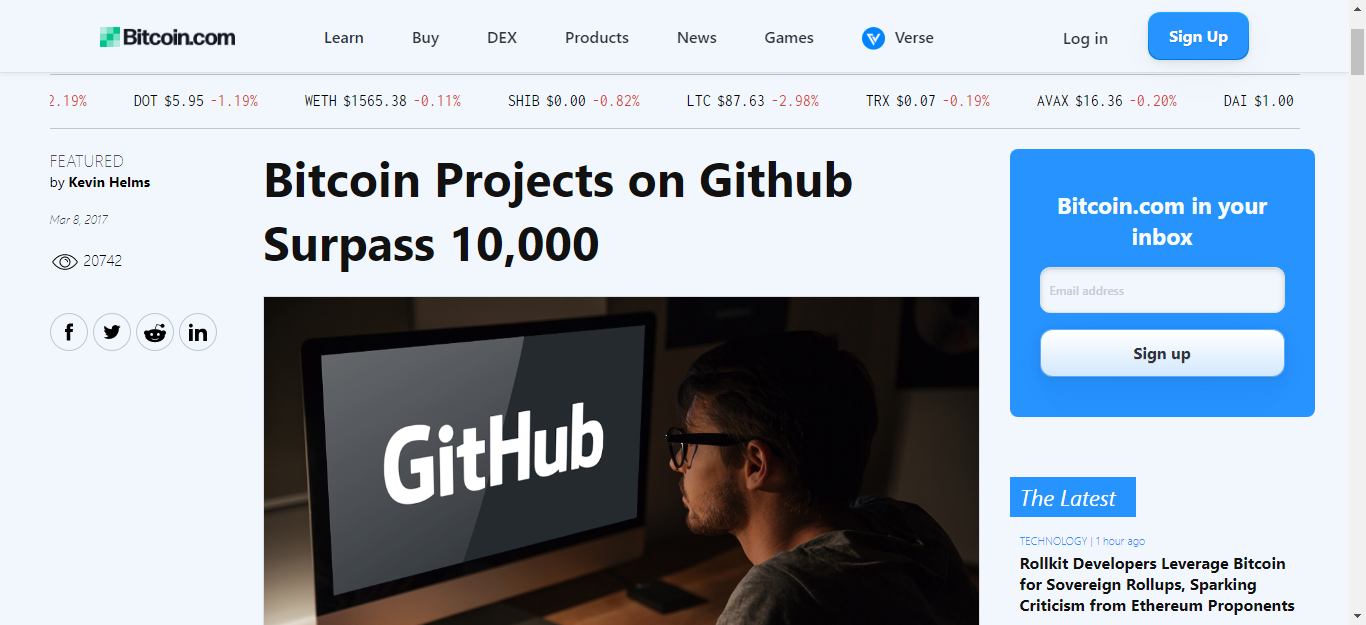 Bitcoin.com
Learn Buy DEX Products News Games Verse Log in Sign Up
2.19% DOT $5.95 -1.19% WETH $1565.38 -0.11% SHIB $0.00 -0.82% LTC $87.63 -2.98% TRX $0.07 -0.19% AVAX $16.36 -0.20% DAI $1.00
FEATURED
by Kevin Helms
Mar 8, 2017
20742
Bitcoin Projects on Github
Surpass 10,000
GitHub
Bitcoin.com in your
inbox
Email address
Sign up
The Latest
TECHNOLOGY | 1 hour ago
Rollkit Developers Leverage Bitcoin
for Sovereign Rollups, Sparking
Criticism from Ethereum Proponents